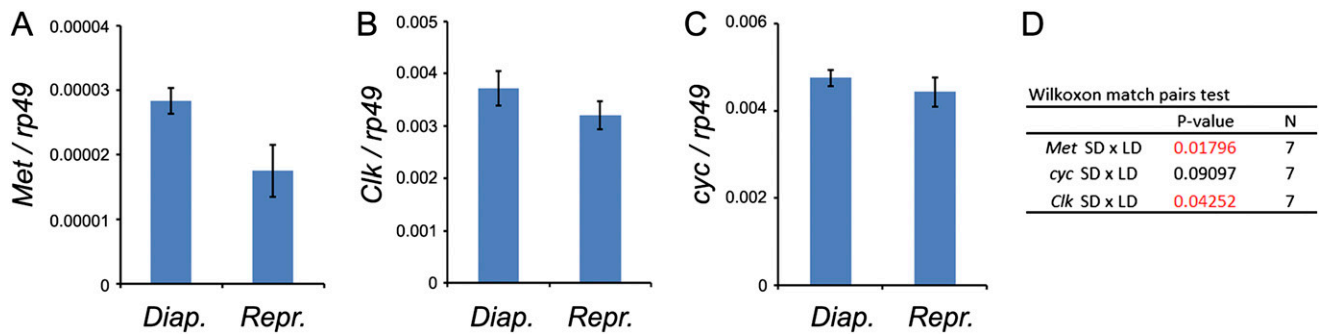 A
Met / rp49
0.00004
0.00003
0.00002
0.00001
0
Diap. Repr.
B
Clk / rp49
0.005
0.004
0.003
0.002
0.001
0
Diap. Repr.
C
cyc / rp49
0.006
0.004
0.002
0
Diap. Repr.
D
Wilkoxon match pairs test
P-value N
Met SD x LD 0.01796 7
cyc SD x LD 0.09097 7
Clk SD x LD 0.04252 7